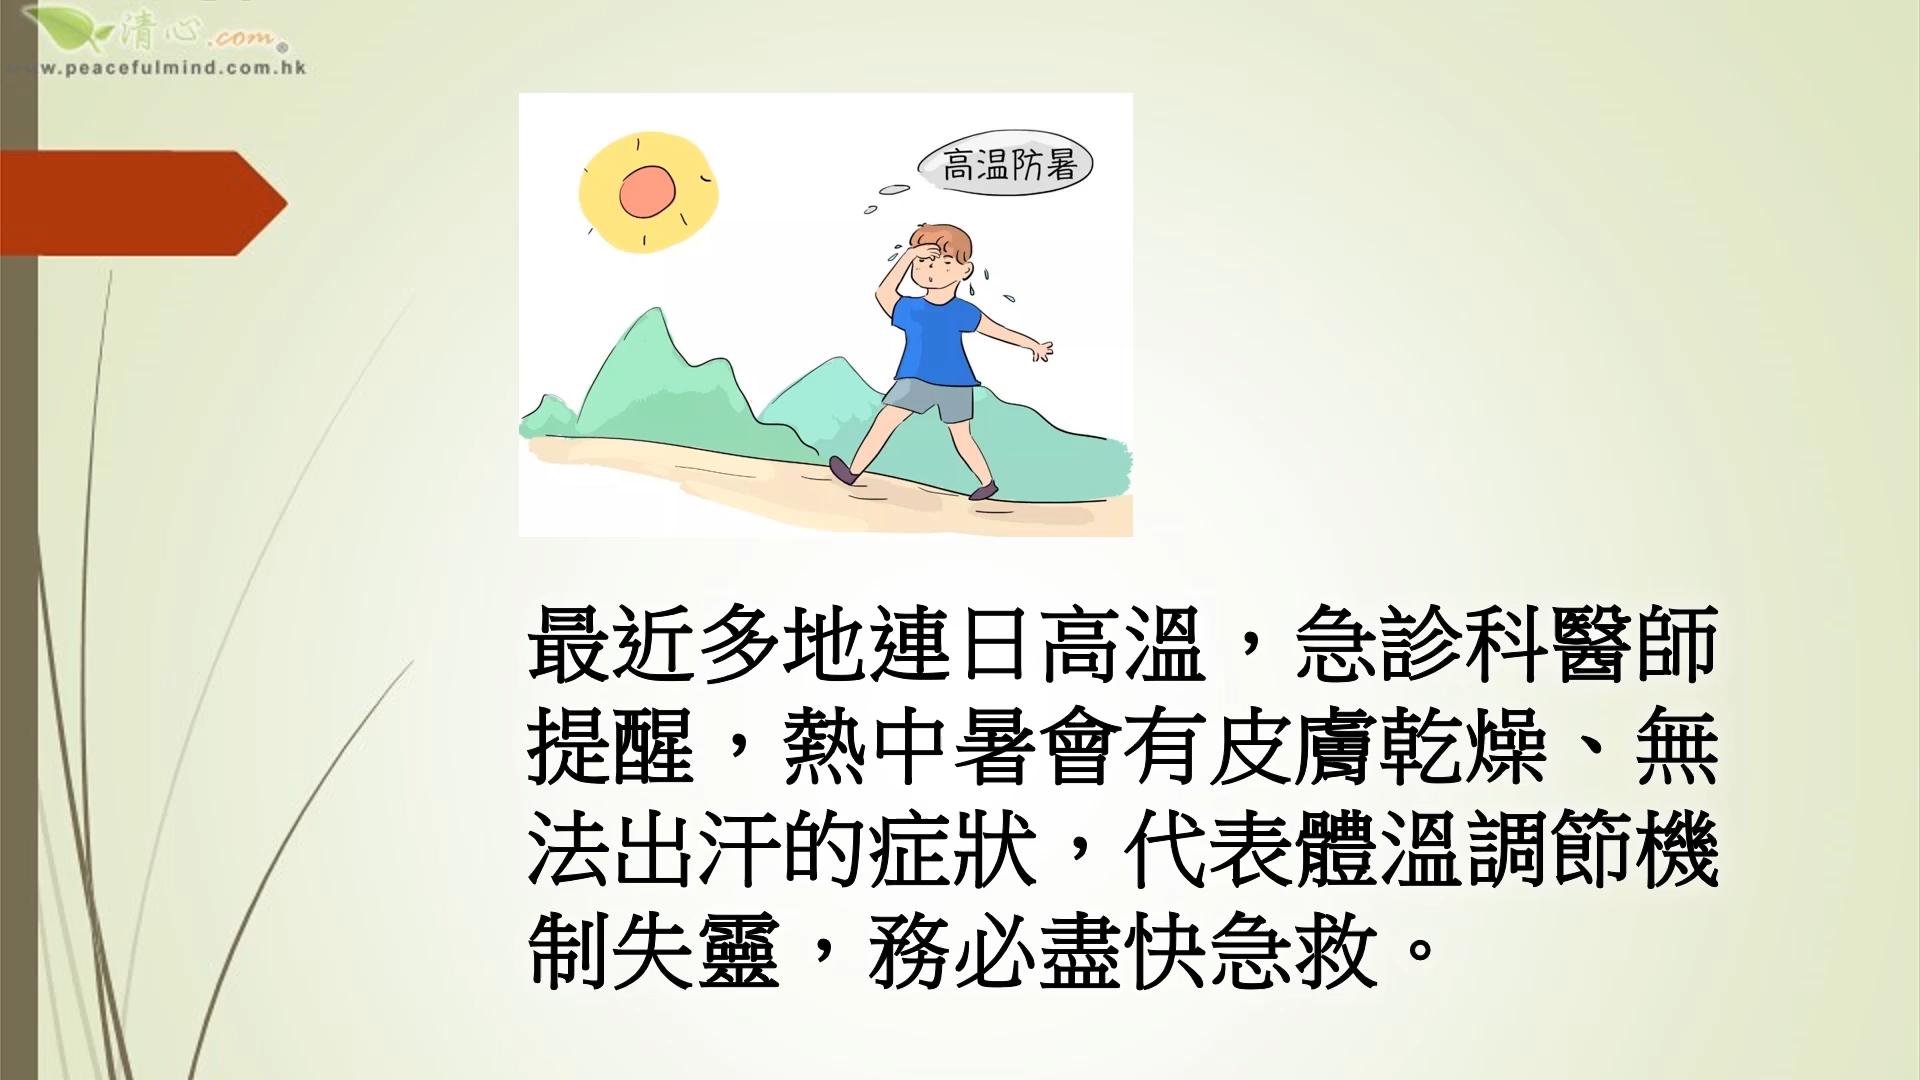 清心.com®
www.peacefulmind.com.hk
高温防暑
最近多地連日高溫，急診科醫師
提醒，熱中暑會有皮膚乾燥、無
法出汗的症狀，代表體溫調節機
制失靈，務必盡快急救。